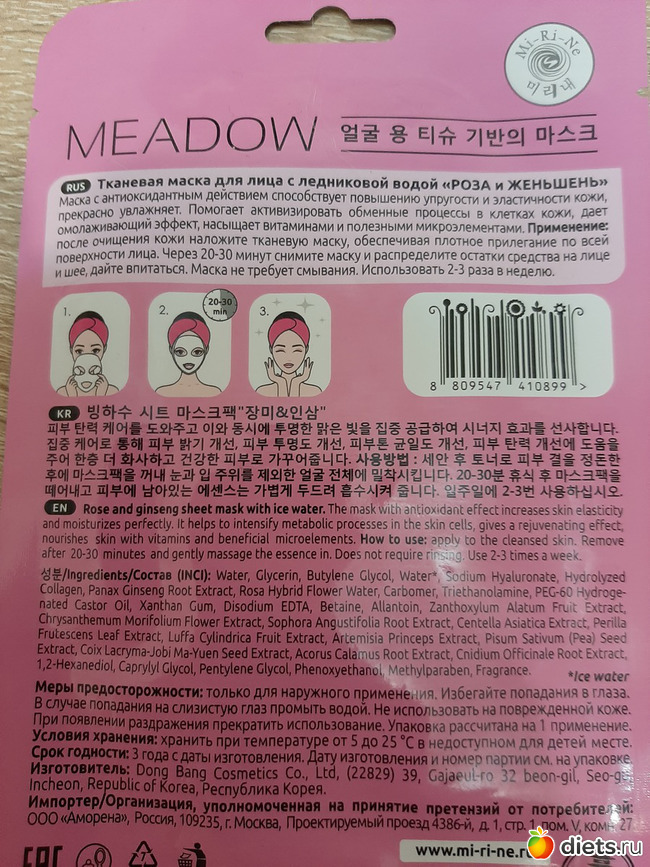 Mi-Ri-Ne
미리내
MEADOW 얼굴 용 티슈 기반의 마스크
RUS Тканевая маска для лица с ледниковой водой «РОЗА и ЖЕНЬШЕНЬ»
Маска с антиоксидантным действием способствует повышению упругости и эластичности кожи,
прекрасно увлажняет. Помогает активизировать обменные процессы в клетках кожи, дает
омолаживающий эффект, насыщает витаминами и полезными микроэлементами. Применение:
после очищения кожи наложите тканевую маску, обеспечивая плотное прилегание по всей
поверхности лица. Через 20-30 минут снимите маску и распределите остатки средства на лице
и шее, дайте впитаться. Маска не требует смывания. Использовать 2-3 раза в неделю.
1. 2. 20-30 min 3.
8 809547 410899 >
KR 빙하수 시트 마스크팩"장미&인삼"
피부 탄력 케어를 도와주고 이와 동시에 투명한 맑은 빛을 집중 공급하여 시너지 효과를 선사합니다.
집중 케어로 통해 피부 밝기 개선, 피부 투명도 개선, 피부톤 균일도 개선, 피부 탄력 개선에 도움을
주어 한층 더 화사하고 건강한 피부로 가꾸어줍니다. 사용방법 : 세안 후 토너로 피부 결을 정돈한
후에 마스크팩을 꺼내 눈과 입 주위를 제외한 얼굴 전체에 밀착시킵니다. 20-30분 휴식 후 마스크팩을
떼어내고 피부에 남아있는 에센스는 가볍게 두드려 흡수시켜 줍니다. 일주일에 2-3번 사용하십시오.
EN Rose and ginseng sheet mask with ice water. The mask with antioxidant effect increases skin elasticity
and moisturizes perfectly. It helps to intensify metabolic processes in the skin cells, gives a rejuvenating effect,
nourishes skin with vitamins and beneficial microelements. How to use: apply to the cleansed skin. Remove
after 20-30 minutes and gently massage the essence in. Does not require rinsing. Use 2-3 times a week.
성분/Ingredients/Состав (INCI): Water, Glycerin, Butylene Glycol, Water*, Sodium Hyaluronate, Hydrolyzed
Collagen, Panax Ginseng Root Extract, Rosa Hybrid Flower Water, Carbomer, Triethanolamine, PEG-60 Hydroge-
nated Castor Oil, Xanthan Gum, Disodium EDTA, Betaine, Allantoin, Zanthoxylum Alatum Fruit Extract,
Chrysanthemum Morifolium Flower Extract, Sophora Angustifolia Root Extract, Centella Asiatica Extract, Perilla
Frutescens Leaf Extract, Luffa Cylindrica Fruit Extract, Artemisia Princeps Extract, Pisum Sativum (Pea) Seed
Extract, Coix Lacryma-Jobi Ma-Yuen Seed Extract, Acorus Calamus Root Extract, Cnidium Officinale Root Extract,
1,2-Hexanediol, Caprylyl Glycol, Pentylene Glycol, Phenoxyethanol, Methylparaben, Fragrance.
*Ice water
Меры предосторожности: только для наружного применения. Избегайте попадания в глаза.
В случае попадания на слизистую глаз промыть водой. Не использовать на поврежденной коже.
При появлении раздражения прекратить использование. Упаковка рассчитана на 1 применение.
Условия хранения: хранить при температуре от 5 до 25 °С в недоступном для детей месте.
Срок годности: 3 года с даты изготовления. Дату изготовления и номер партии см. на упаковке.
Изготовитель: Dong Bang Cosmetics Co., Ltd, (22829) 39, Gajaeul-ro 32 beon-gil, Seo-gu,
Incheon, Republic of Korea, Республика Корея.
Импортер/Организация, уполномоченная на принятие претензий от потребителей:
ООО «Аморена», Россия, 109235, г. Москва, Проектируемый проезд 4386-й, д. 1, стр. 1, пом. V, комн 27
EAC www.mi-ri-ne.ru
diets.ru